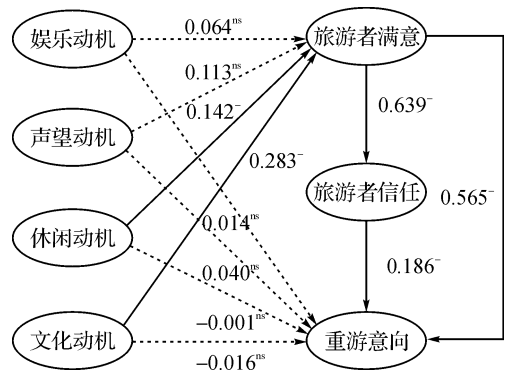 娱乐动机
声望动机
休闲动机
文化动机
0.064ns
0.113ns
0.142−
0.283−
0.014ns
0.040ns
−0.001ns
−0.016ns
旅游者满意
0.639−
旅游者信任
0.565−
0.186−
重游意向